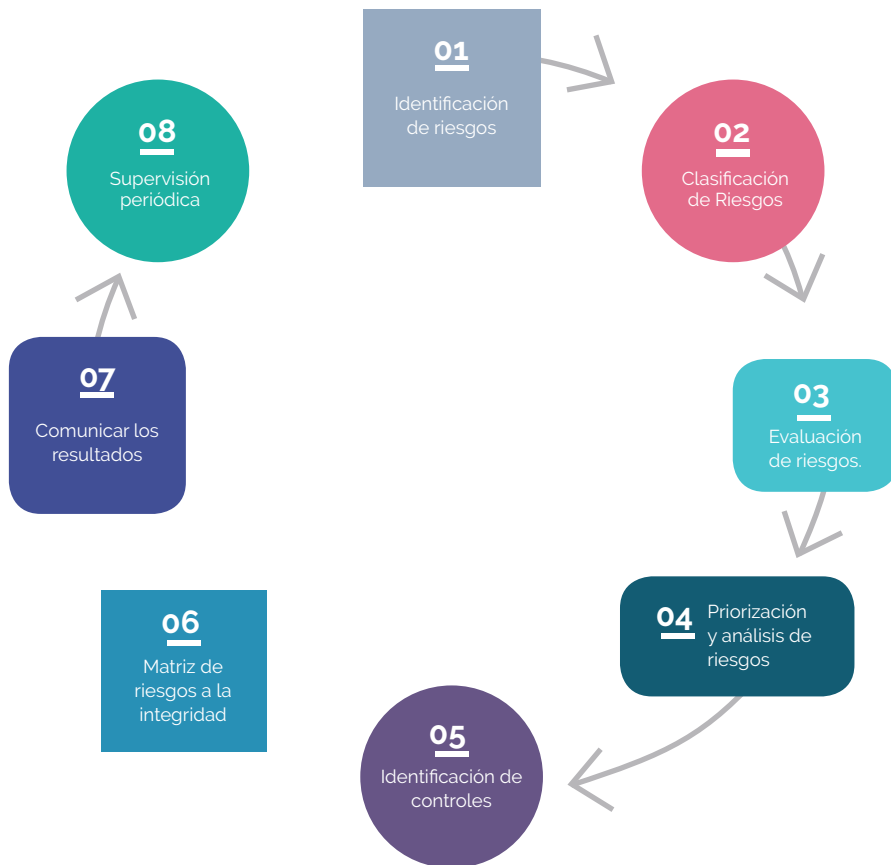 01
Identificación
de riesgos
02
Clasificación
de Riesgos
03
Evaluación
de riesgos.
04
Priorización
y análisis de
riesgos
05
Identificación de
controles
06
Matriz de
riesgos a la
integridad
07
Comunicar los
resultados
08
Supervisión
periódica